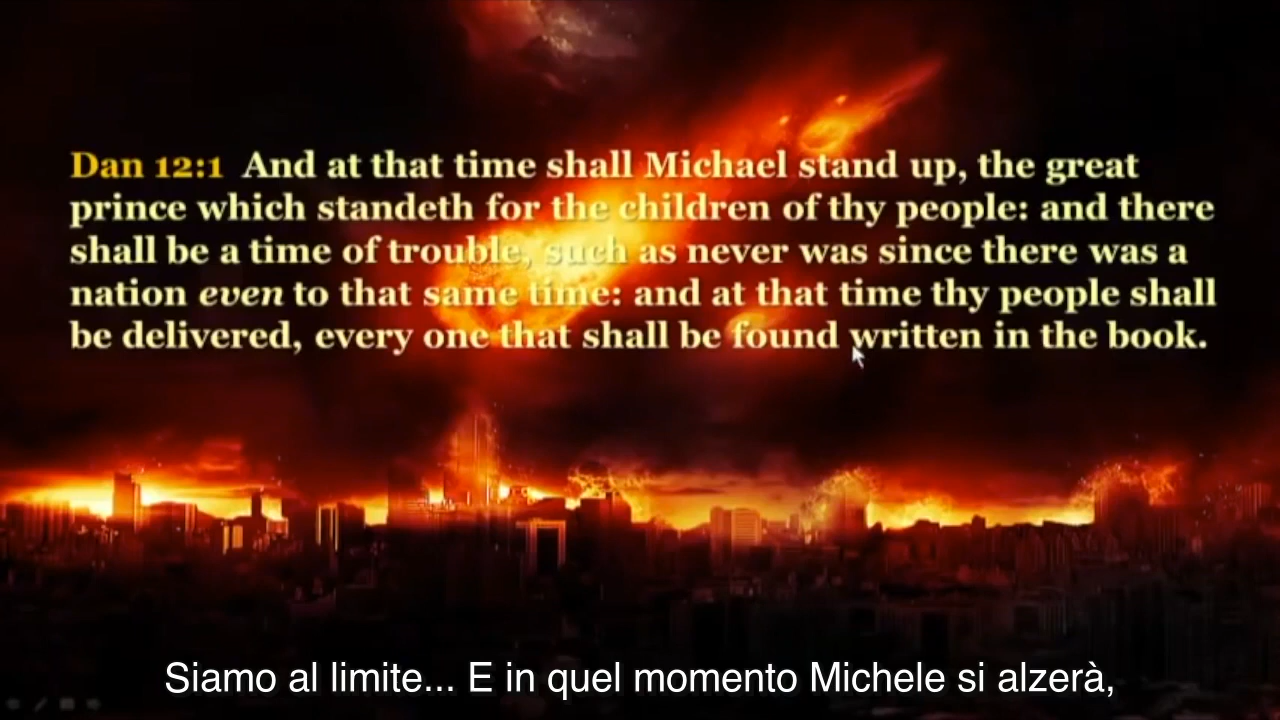 Dan 12:1 And at that time shall Michael stand up, the great
prince which standeth for the children of thy people: and there
shall be a time of trouble, such as never was since there was a
nation even to that same time: and at that time thy people shall
be delivered, every one that shall be found written in the book.
Siamo al limite... E in quel momento Michele si alzerà,